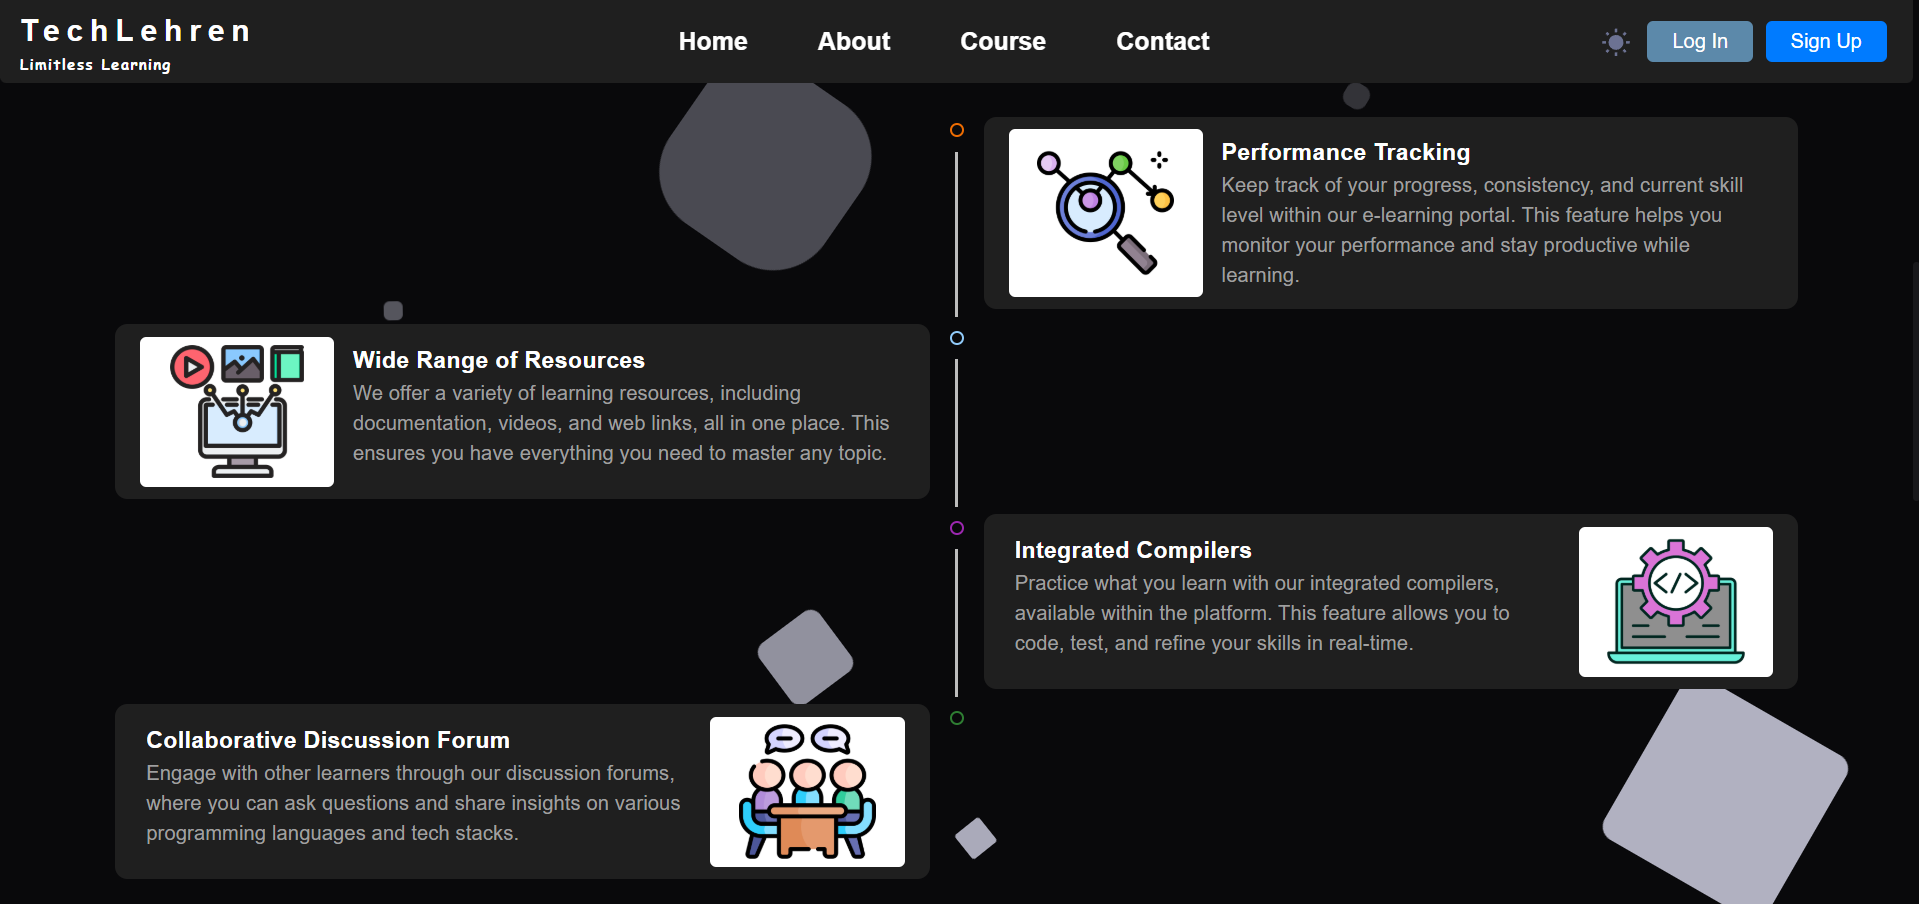 TechLehren
Limitless Learning
Home About Course Contact
Log In Sign Up
Performance Tracking
Keep track of your progress, consistency, and current skill
level within our e-learning portal. This feature helps you
monitor your performance and stay productive while
learning.
Wide Range of Resources
We offer a variety of learning resources, including
documentation, videos, and web links, all in one place. This
ensures you have everything you need to master any topic.
Integrated Compilers
Practice what you learn with our integrated compilers,
available within the platform. This feature allows you to
code, test, and refine your skills in real-time.
</>
Collaborative Discussion Forum
Engage with other learners through our discussion forums,
where you can ask questions and share insights on various
programming languages and tech stacks.